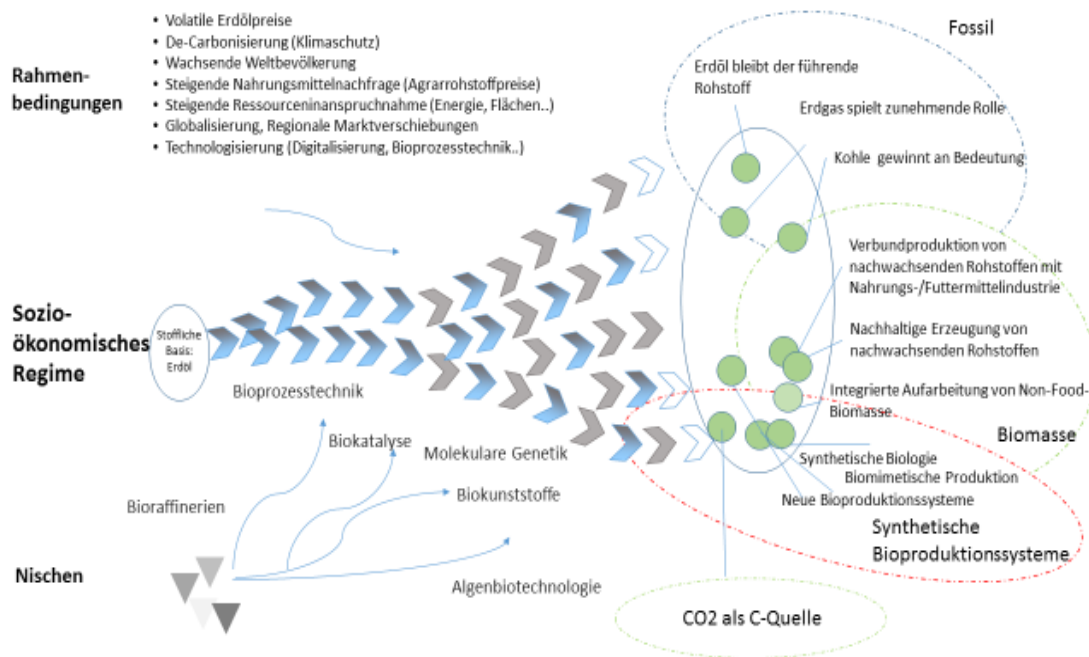 • Volatile Erdölpreise
• De-Carbonisierung (Klimaschutz)
• Wachsende Weltbevölkerung
• Steigende Nahrungsmittelnachfrage (Agrarrohstoffpreise)
• Steigende Ressourceninanspruchnahme (Energie, Flächen..)
• Globalisierung, Regionale Marktverschiebungen
• Technologisierung (Digitalisierung, Bioprozesstechnik..)
Rahmen-
bedingungen
Fossil
Erdöl bleibt der führende
Rohstoff
Erdgas spielt zunehmende Rolle
Kohle gewinnt an Bedeutung
Verbundproduktion von
nachwachsenden Rohstoffen mit
Nahrungs-/Futtermittelindustrie
Nachhaltige Erzeugung von
nachwachsenden Rohstoffen
Integrierte Aufarbeitung von Non-Food-
Biomasse
Biomasse
Synthetische Biologie
Biomimetische Produktion
Neue Bioproduktionssysteme
Synthetische
Bioproduktionssysteme
CO2 als C-Quelle
Sozio-
ökonomisches
Regime
Stoffliche
Basis:
Erdöl
Bioprozesstechnik
Biokatalyse
Molekulare Genetik
Bioraffinerien
Biokunststoffe
Nischen
Algenbiotechnologie